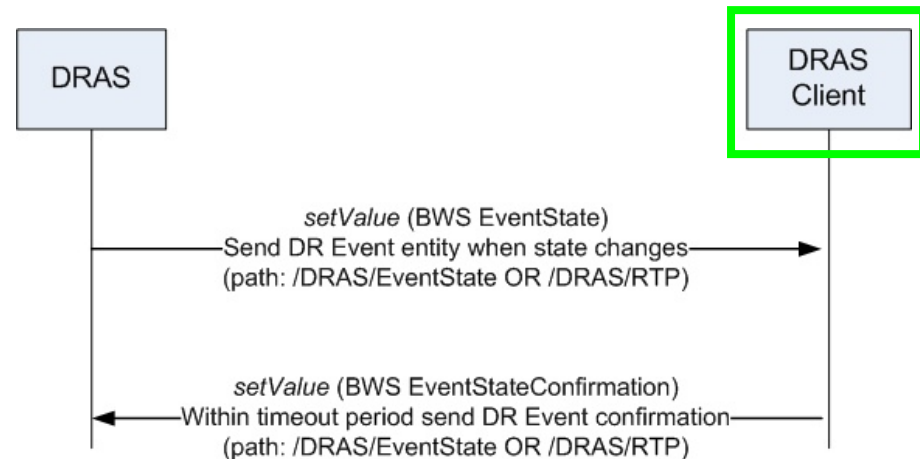 DRAS
DRAS
Client
setValue (BWS EventState)
Send DR Event entity when state changes
(path: /DRAS/EventState OR /DRAS/RTP)
setValue (BWS EventStateConfirmation)
Within timeout period send DR Event confirmation
(path: /DRAS/EventState OR /DRAS/RTP)